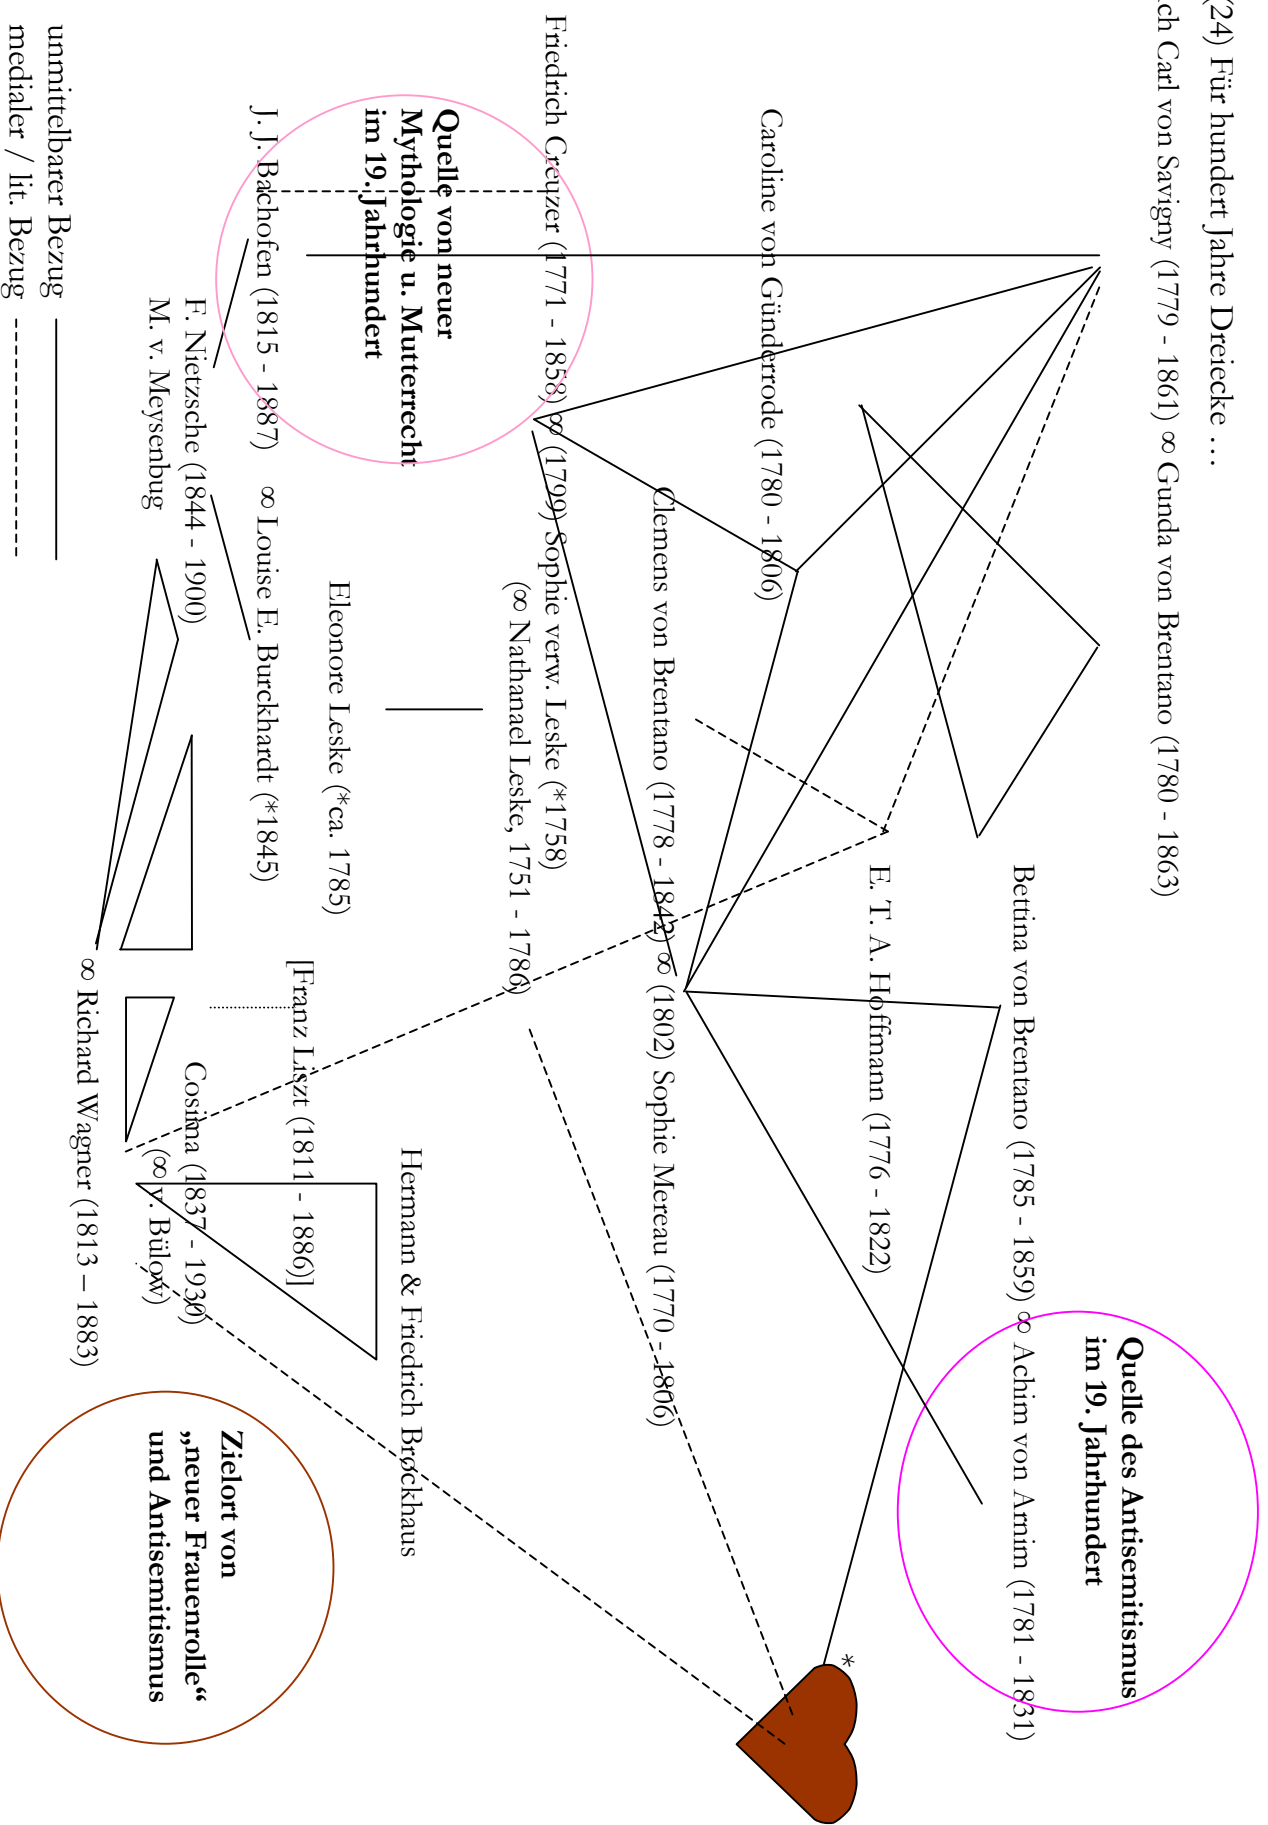 (24) Für hundert Jahre Dreiecke …
ch Carl von Savigny (1779 - 1861) ∞ Gunda von Brentano (1780 - 1863)
Quelle des Antisemitismus
im 19. Jahrhundert
Bettina von Brentano (1785 - 1859) ∞ Achim von Arnim (1781 - 1831)
E. T. A. Hoffmann (1776 - 1822)
*
Caroline von Günderrode (1780 - 1806)
Clemens von Brentano (1778 - 1842) ∞ (1802) Sophie Mereau (1770 - 1806)
Friedrich Creuzer (1771 - 1858) ∞ (1799) Sophie verw. Leske (*1758)
(∞ Nathanael Leske, 1751 - 1786)
Quelle von neuer
Mythologie u. Mutterrecht
im 19. Jahrhundert
Hermann & Friedrich Brockhaus
Eleonore Leske (*ca. 1785)
[Franz Liszt (1811 - 1886)]
J. J. Bachofen (1815 - 1887) ∞ Louise E. Burckhardt (*1845)
F. Nietzsche (1844 - 1900)
M. v. Meysenbug
Cosima (1837 - 1930)
(∞ v. Bülow)
∞ Richard Wagner (1813 – 1883)
Zielort von
„neuer Frauenrolle“
und Antisemitismus
unmittelbarer Bezug
medialer / lit. Bezug